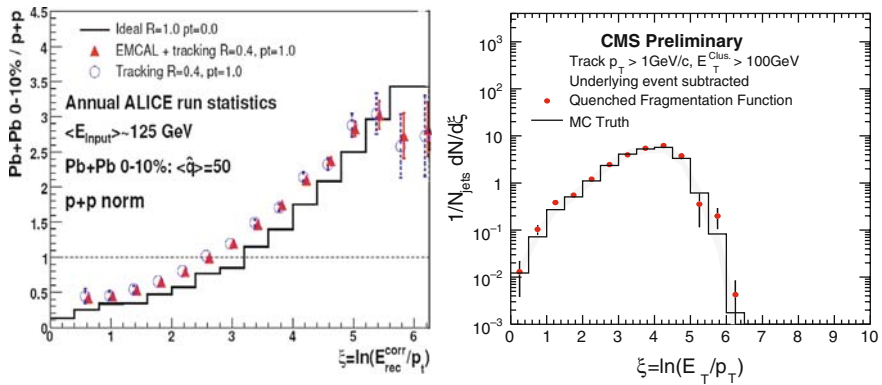 Pb+Pb 0-10% / p+p
5
4.5
4
3.5
3
2.5
2
1.5
1
0.5
0
Ideal R=1.0 pt=0.0
EMCAL + tracking R=0.4, pt=1.0
Tracking R=0.4, pt=1.0
Annual ALICE run statistics
<E_Input>~125 GeV
Pb+Pb 0-10%: <q̂>=50
p+p norm
0 1 2 3 4 5 6
ξ=ln(E^corr_rec/p_t)
1/N_jets dN/dξ
10^3
10^2
10
1
10^-1
10^-2
10^-3
CMS Preliminary
Track p_T > 1GeV/c, E_T^Clus. > 100GeV
Underlying event subtracted
Quenched Fragmentation Function
MC Truth
0 1 2 3 4 5 6 7 8 9 10
ξ=ln(E_T/p_T)